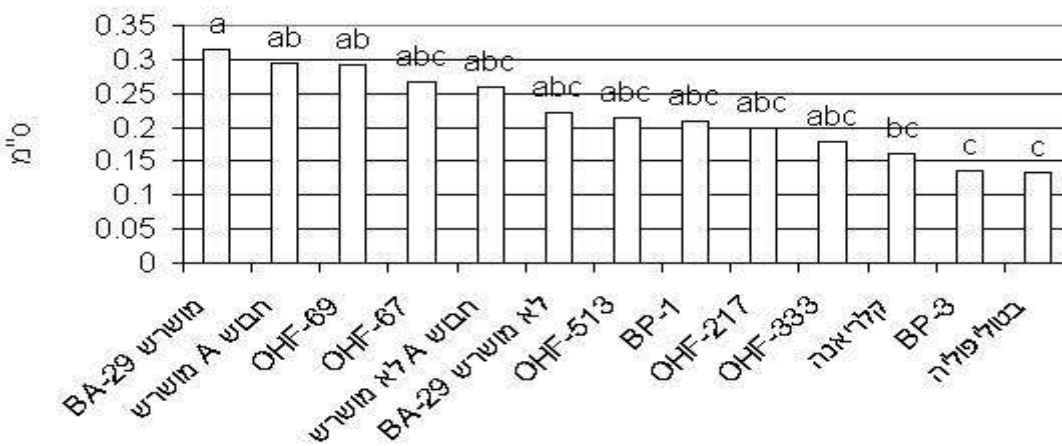 0.35
0.3
0.25
0.2
0.15
0.1
0.05
0
ס"מ
a
ab
ab
abc
abc
abc
abc
abc
abc
abc
bc
c
c
BA-29 מושרש
חבוש A מושרש
OHF-69
OHF-67
חבוש A לא מושרש
BA-29 לא מושרש
OHF-513
BP-1
OHF-217
OHF-333
קלריאנה
BP-3
בטוליפוליה